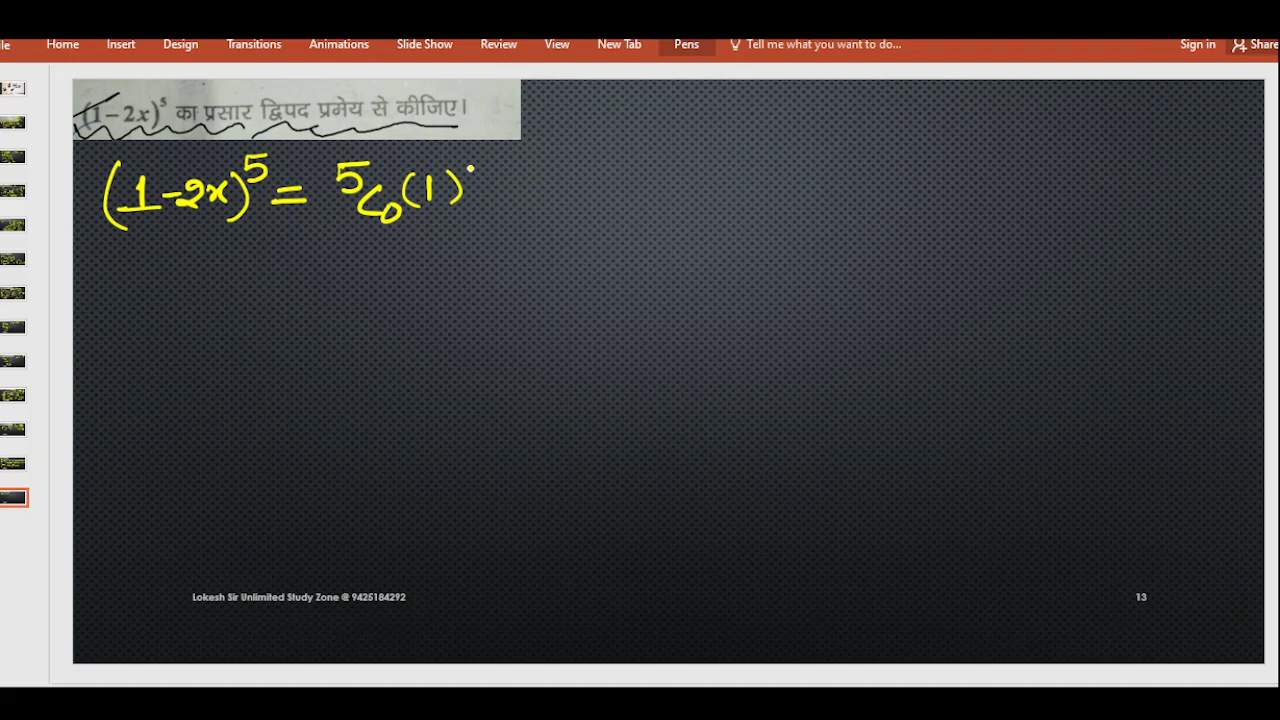 le Home Insert Design Transitions Animations Slide Show Review View New Tab Pens Tell me what you want to do... Sign in Share
(1 – 2x)⁵ का प्रसार द्विपद प्रमेय से कीजिए।
(1-2x)⁵ = ⁵C₀(1)
Lokesh Sir Unlimited Study Zone @ 9425184292 13